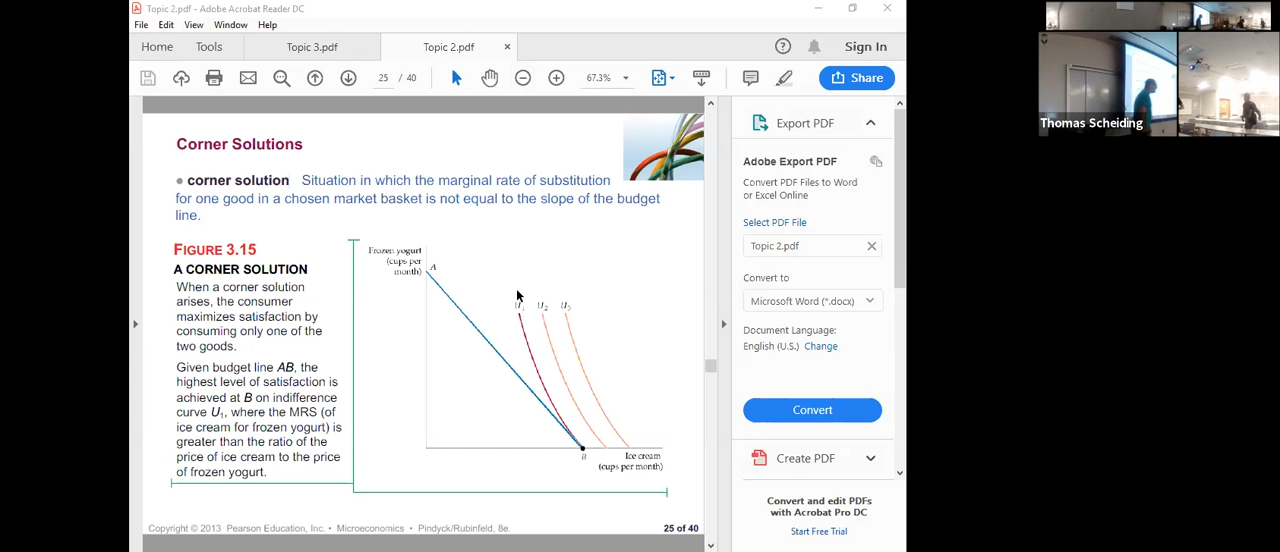 Topic 2.pdf - Adobe Acrobat Reader DC
File Edit View Window Help
Home Tools Topic 3.pdf Topic 2.pdf × Sign In
25 / 40 67.3% Share
Corner Solutions
● corner solution Situation in which the marginal rate of substitution
for one good in a chosen market basket is not equal to the slope of the budget
line.
FIGURE 3.15
A CORNER SOLUTION
When a corner solution
arises, the consumer
maximizes satisfaction by
consuming only one of the
two goods.
Given budget line AB, the
highest level of satisfaction is
achieved at B on indifference
curve U1, where the MRS (of
ice cream for frozen yogurt) is
greater than the ratio of the
price of ice cream to the price
of frozen yogurt.
Frozen yogurt
(cups per
month)
A
U1 U2 U3
B
Ice cream
(cups per month)
Copyright © 2013 Pearson Education, Inc. • Microeconomics • Pindyck/Rubinfeld, 8e.
25 of 40
Export PDF
Adobe Export PDF
Convert PDF Files to Word
or Excel Online
Select PDF File
Topic 2.pdf
Convert to
Microsoft Word (*.docx)
Document Language:
English (U.S.) Change
Convert
Create PDF
Convert and edit PDFs
with Acrobat Pro DC
Start Free Trial
Thomas Scheiding